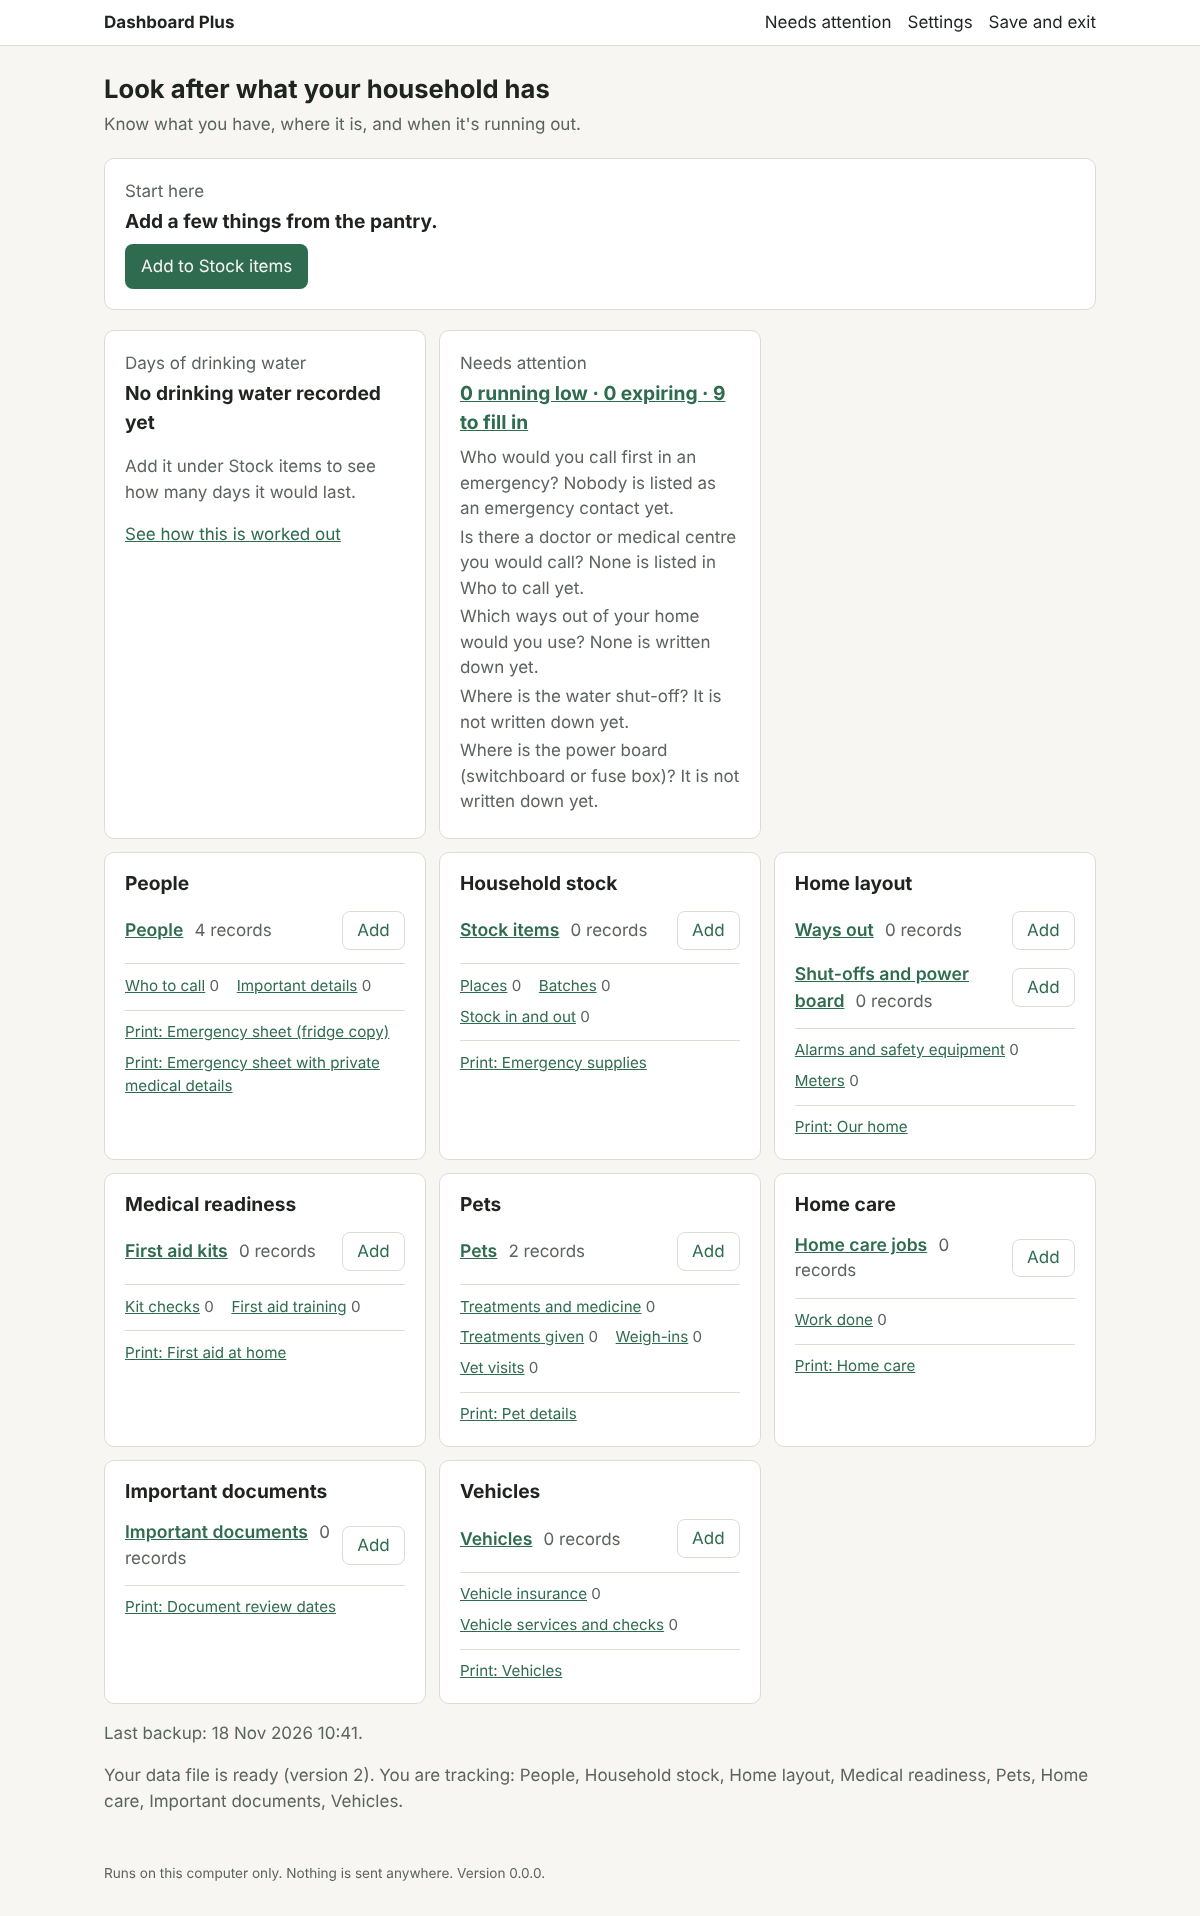 Dashboard Plus
Needs attention Settings Save and exit
Look after what your household has
Know what you have, where it is, and when it's running out.
Start here
Add a few things from the pantry.
Add to Stock items
Days of drinking water
No drinking water recorded
yet
Add it under Stock items to see
how many days it would last.
See how this is worked out
Needs attention
0 running low · 0 expiring · 9
to fill in
Who would you call first in an
emergency? Nobody is listed as
an emergency contact yet.
Is there a doctor or medical centre
you would call? None is listed in
Who to call yet.
Which ways out of your home
would you use? None is written
down yet.
Where is the water shut-off? It is
not written down yet.
Where is the power board
(switchboard or fuse box)? It is not
written down yet.
People
People 4 records Add
Who to call 0 Important details 0
Print: Emergency sheet (fridge copy)
Print: Emergency sheet with private
medical details
Household stock
Stock items 0 records Add
Places 0 Batches 0
Stock in and out 0
Print: Emergency supplies
Home layout
Ways out 0 records Add
Shut-offs and power
board 0 records Add
Alarms and safety equipment 0
Meters 0
Print: Our home
Medical readiness
First aid kits 0 records Add
Kit checks 0 First aid training 0
Print: First aid at home
Pets
Pets 2 records Add
Treatments and medicine 0
Treatments given 0 Weigh-ins 0
Vet visits 0
Print: Pet details
Home care
Home care jobs 0
records Add
Work done 0
Print: Home care
Important documents
Important documents 0
records Add
Print: Document review dates
Vehicles
Vehicles 0 records Add
Vehicle insurance 0
Vehicle services and checks 0
Print: Vehicles
Last backup: 18 Nov 2026 10:41.
Your data file is ready (version 2). You are tracking: People, Household stock, Home layout, Medical readiness, Pets, Home
care, Important documents, Vehicles.
Runs on this computer only. Nothing is sent anywhere. Version 0.0.0.